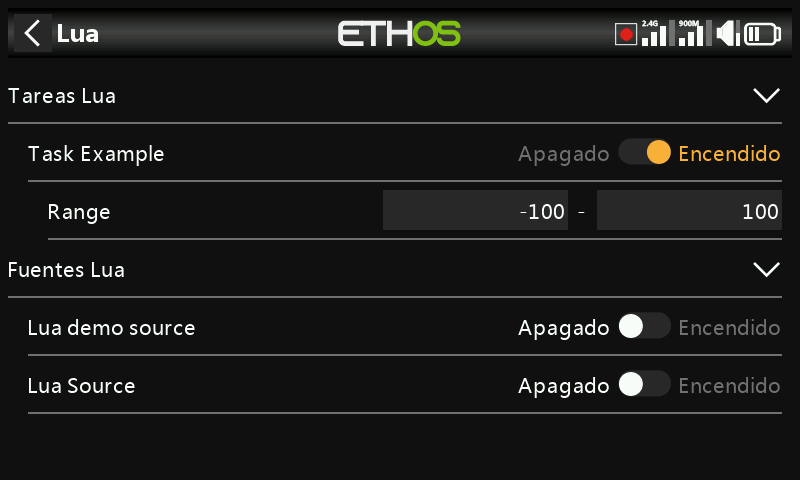 Lua ETHOS 2.4G 900M
Tareas Lua
Task Example Apagado Encendido
Range -100 - 100
Fuentes Lua
Lua demo source Apagado Encendido
Lua Source Apagado Encendido